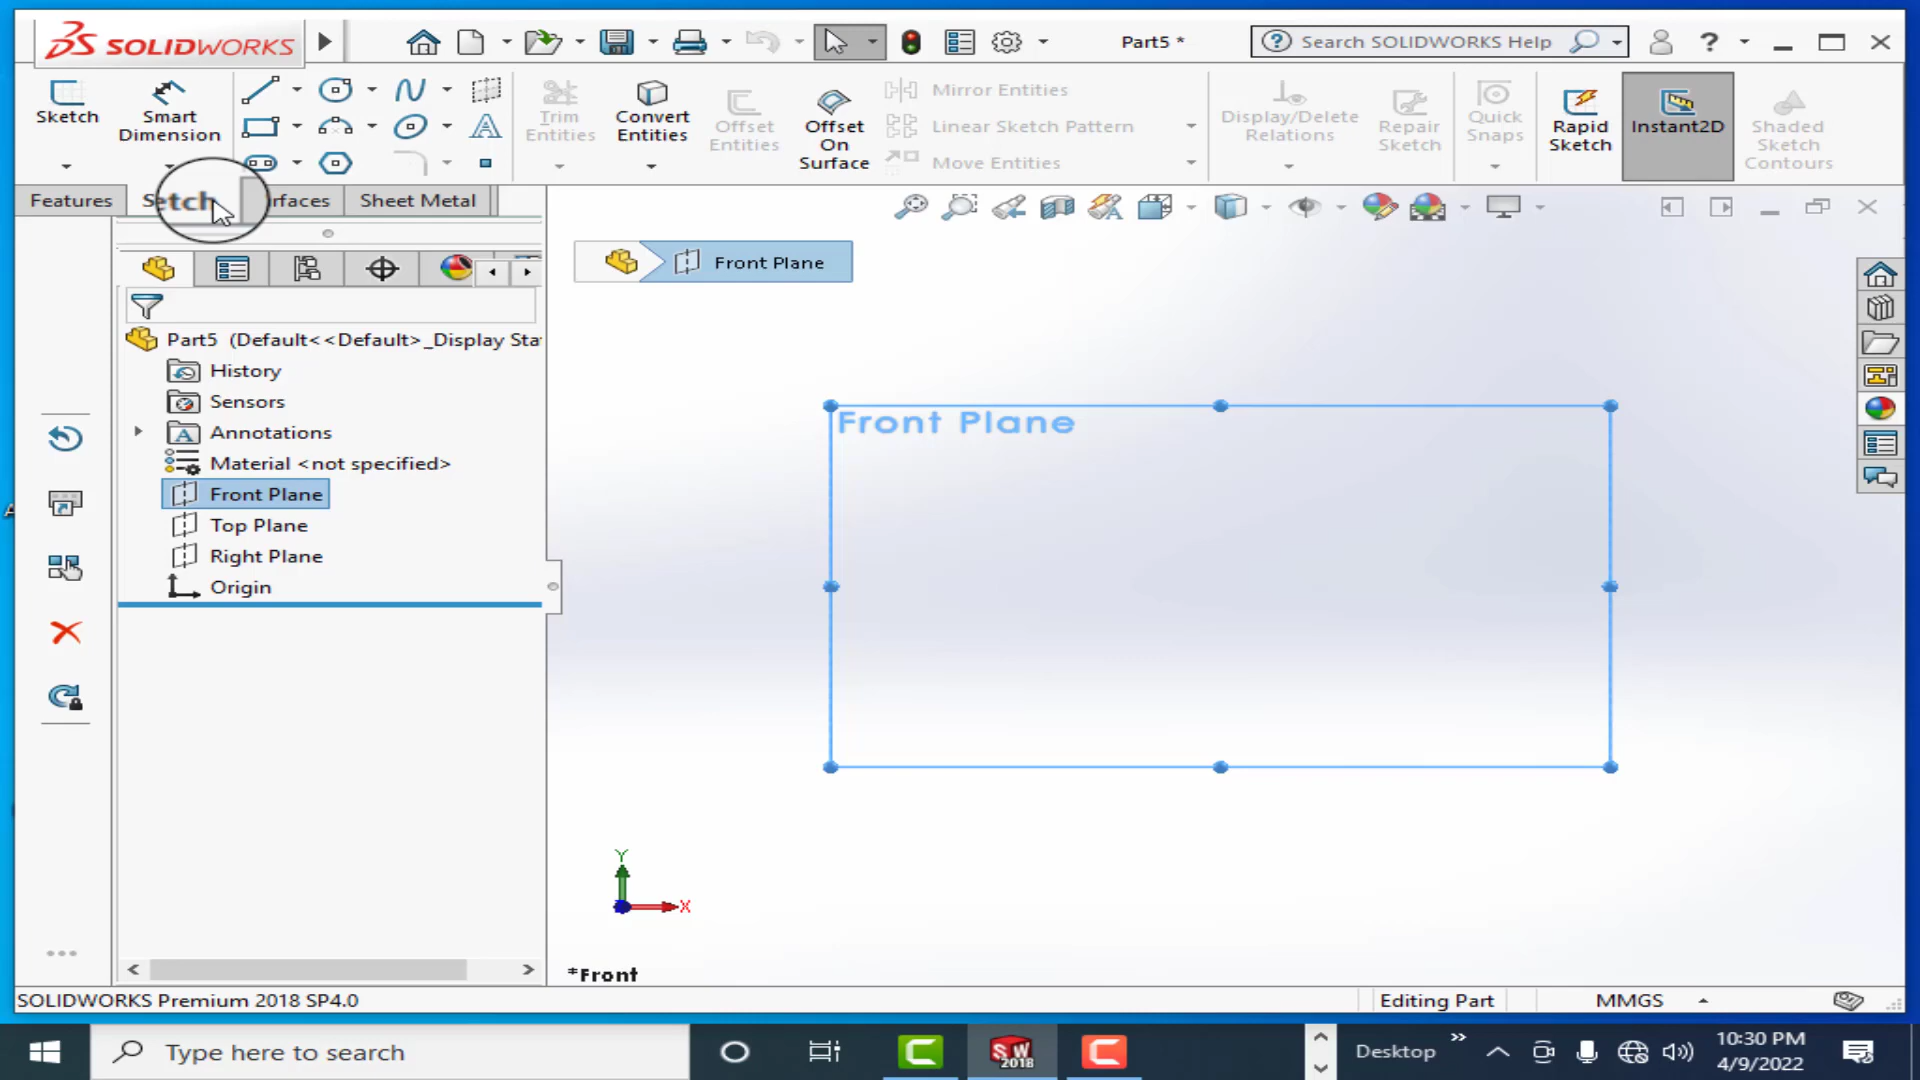 SOLIDWORKS
Part5 *
Search SOLIDWORKS Help
?
Sketch
Smart Dimension
Trim Entities
Convert Entities
Offset Entities
Offset On Surface
Mirror Entities
Linear Sketch Pattern
Move Entities
Display/Delete Relations
Repair Sketch
Quick Snaps
Rapid Sketch
Instant2D
Shaded Sketch Contours
Features
Sheet Metal
Front Plane
Part5 (Default<<Default>_Display Sta
History
Sensors
Annotations
Material <not specified>
Front Plane
Top Plane
Right Plane
Origin
Front Plane
Y
X
*Front
SOLIDWORKS Premium 2018 SP4.0
Editing Part
MMGS
Type here to search
SW 2018
Desktop
10:30 PM
4/9/2022